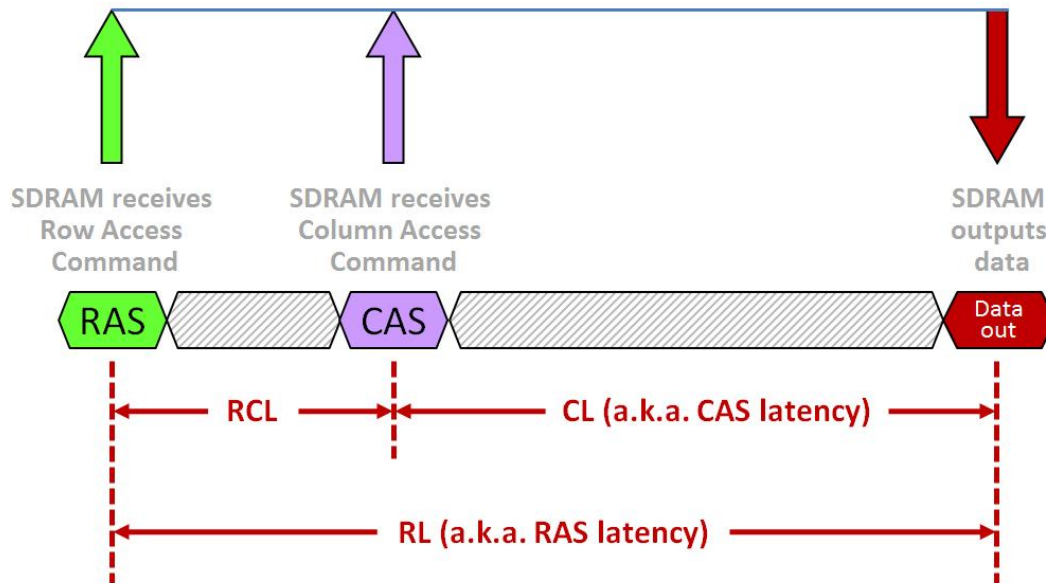 SDRAM receives
Row Access
Command
SDRAM receives
Column Access
Command
SDRAM
outputs
data
RAS
CAS
Data
out
RCL
CL (a.k.a. CAS latency)
RL (a.k.a. RAS latency)